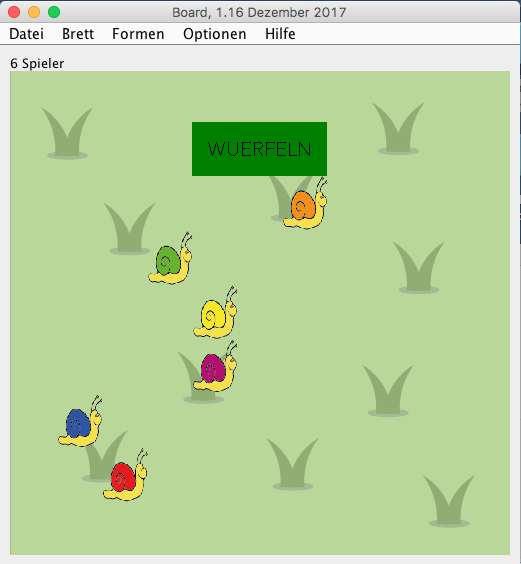 Board, 1.16 Dezember 2017
Datei Brett Formen Optionen Hilfe
6 Spieler
WUERFELN